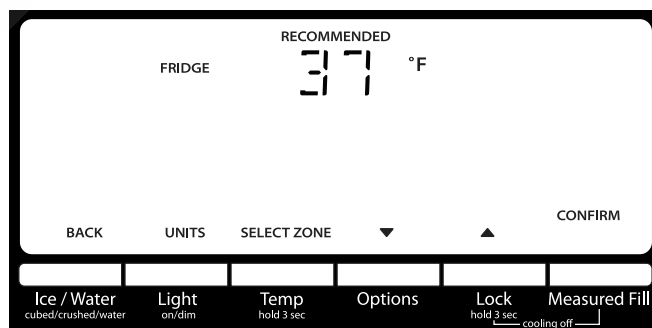 RECOMMENDED
FRIDGE 37 °F
CONFIRM
BACK UNITS SELECT ZONE ▼ ▲
Ice / Water Light Temp Options Lock Measured Fill
cubed/crushed/water on/dim hold 3 sec hold 3 sec
cooling off